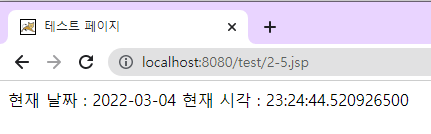 테스트 페이지
localhost:8080/test/2-5.jsp
현재 날짜 : 2022-03-04 현재 시각 : 23:24:44.520926500